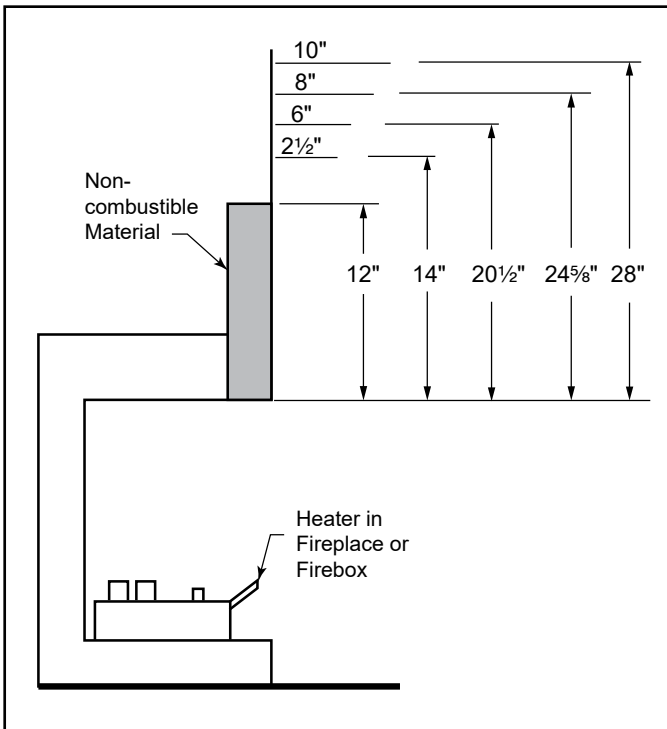 10"
8"
6"
2½"
Non-
combustible
Material
12"
14"
20½"
24⅝"
28"
Heater in
Fireplace or
Firebox